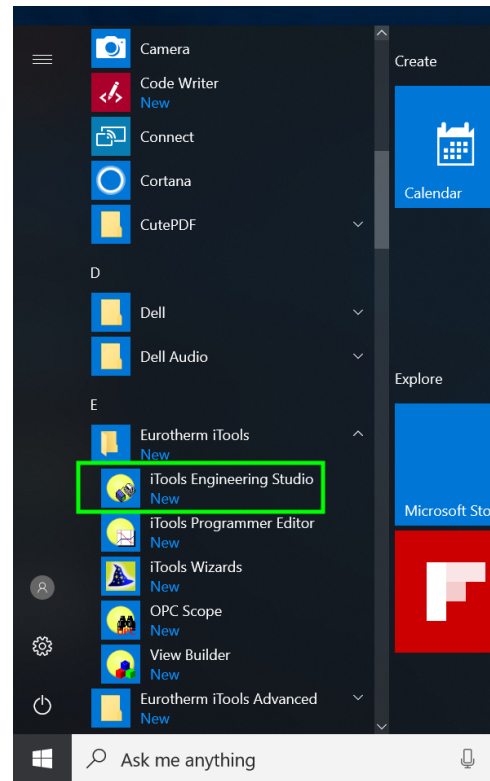 Camera
Code Writer
New
Connect
Cortana
CutePDF
D
Dell
Dell Audio
E
Eurotherm iTools
New
iTools Engineering Studio
New
iTools Programmer Editor
New
iTools Wizards
New
OPC Scope
New
View Builder
New
Eurotherm iTools Advanced
New
Create
Calendar
Explore
Microsoft Sto
Ask me anything